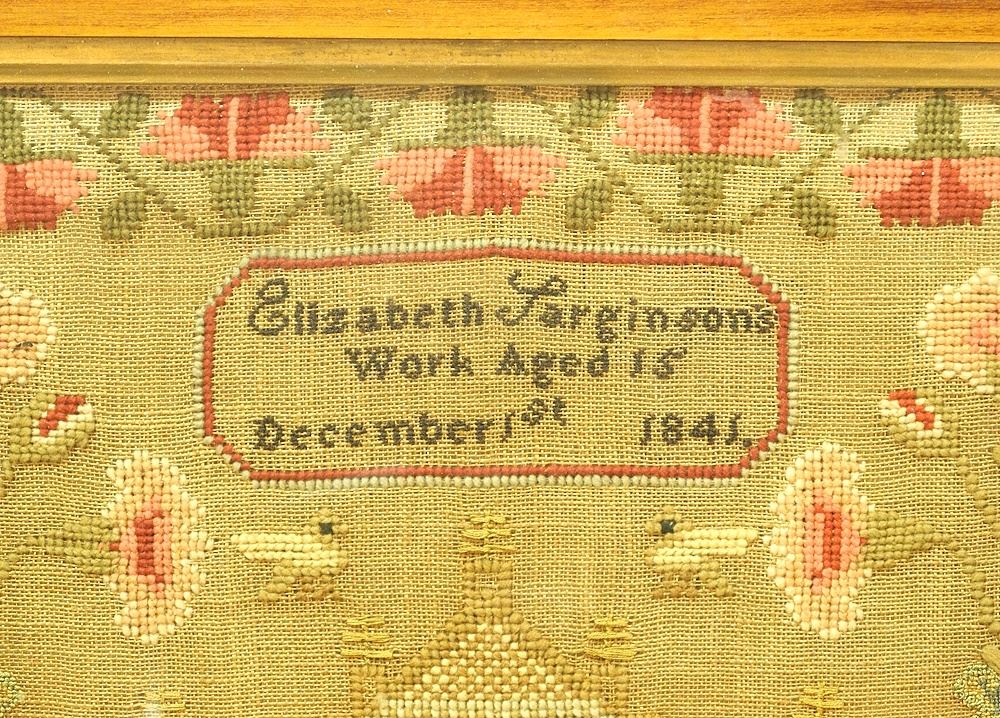 Elizabeth Sarginsons
Work Aged 15
December 1st 1841.